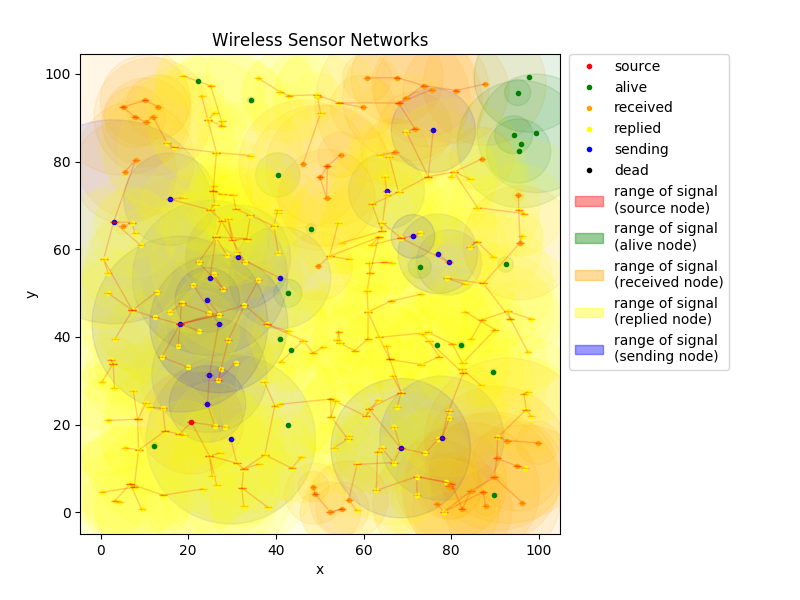 Wireless Sensor Networks
100
80
60
40
20
0
y
0 20 40 60 80 100
x
source
alive
received
replied
sending
dead
range of signal
(source node)
range of signal
(alive node)
range of signal
(received node)
range of signal
(replied node)
range of signal
(sending node)